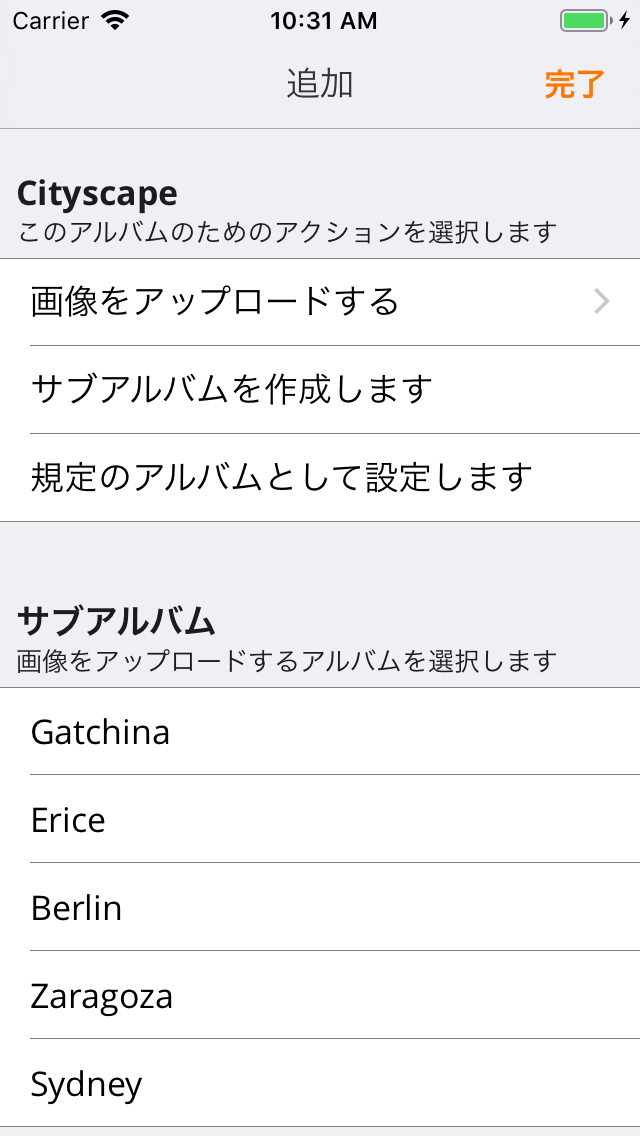 Carrier 10:31 AM
追加 完了
Cityscape
このアルバムのためのアクションを選択します
画像をアップロードする
サブアルバムを作成します
規定のアルバムとして設定します
サブアルバム
画像をアップロードするアルバムを選択します
Gatchina
Erice
Berlin
Zaragoza
Sydney